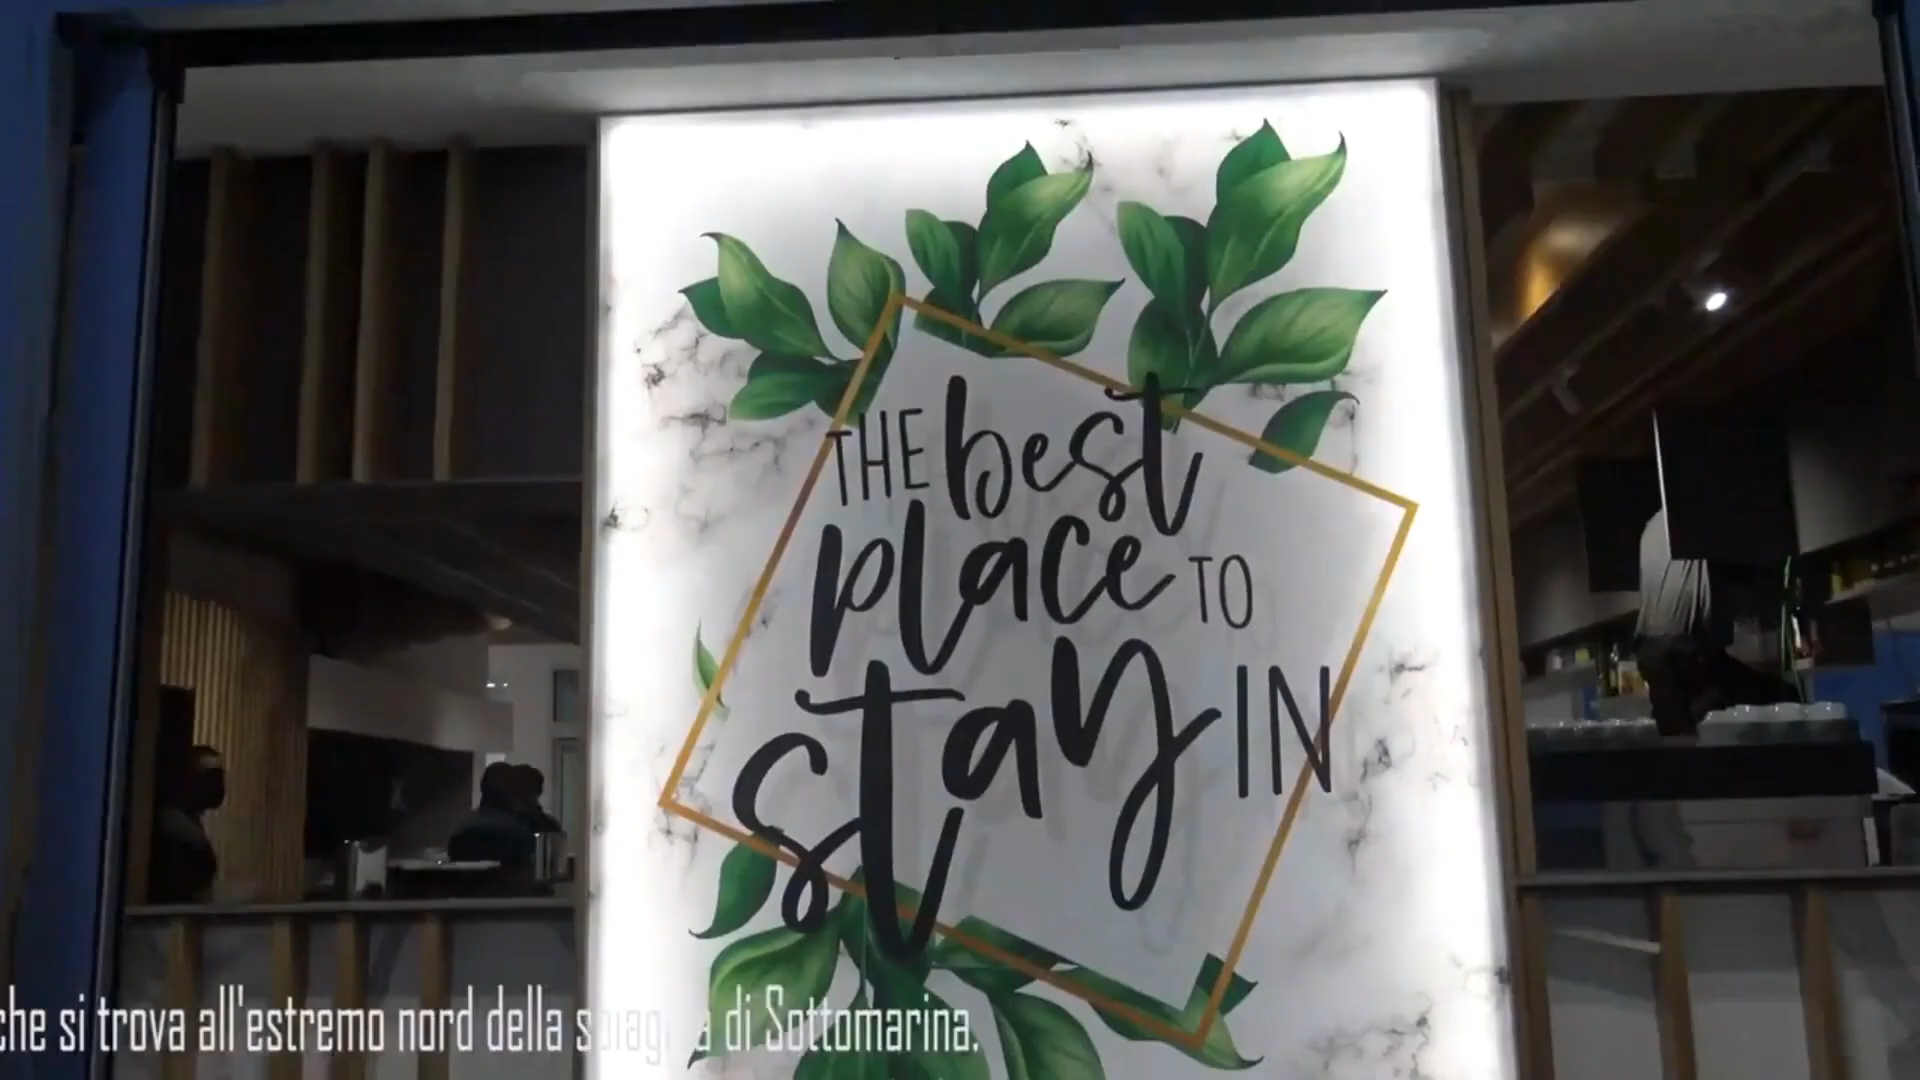 THE best
place TO
stay IN
che si trova all'estremo nord della spiaggia di Sottomarina.